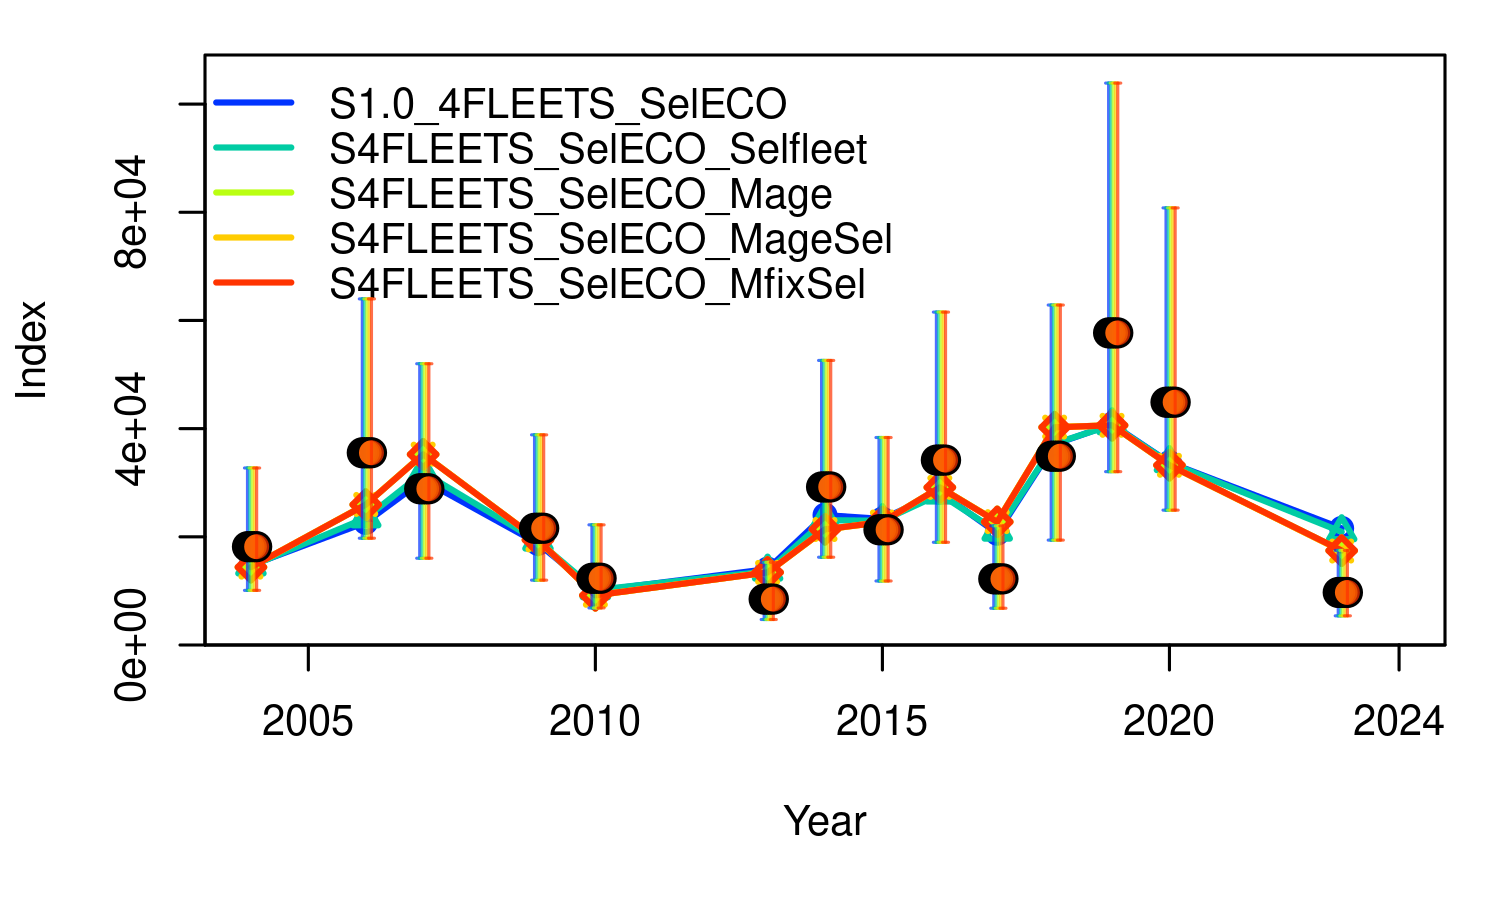 S1.0_4FLEETS_SelECO
S4FLEETS_SelECO_Selfleet
S4FLEETS_SelECO_Mage
S4FLEETS_SelECO_MageSel
S4FLEETS_SelECO_MfixSel
Index
8e+04
4e+04
0e+00
2005 2010 2015 2020 2024
Year